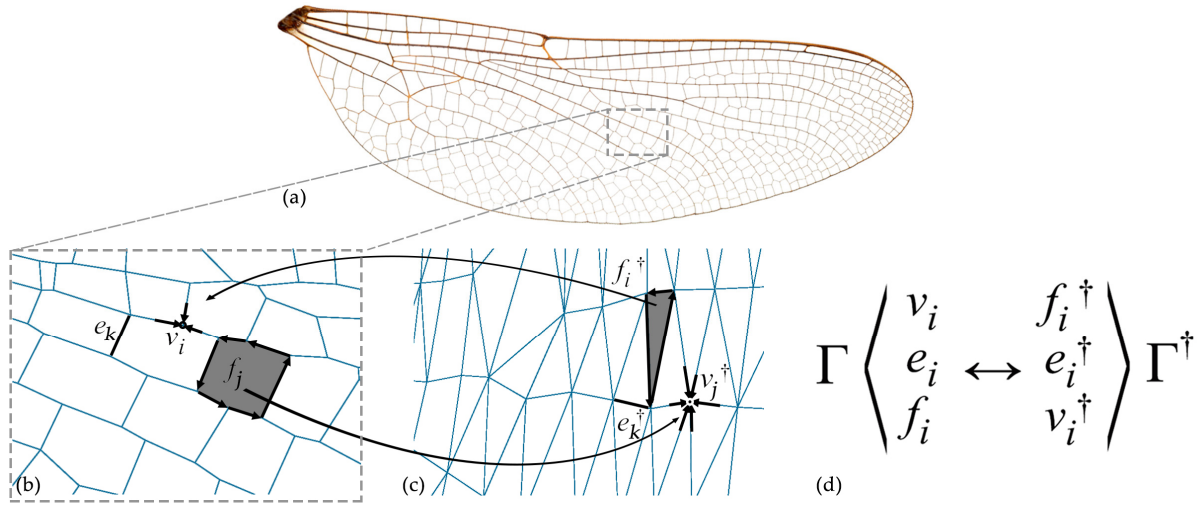 (a)
f_i†
e_k
v_i
f_j
v_j†
e_k†
(b)
(c)
(d)
Γ ⟨ v_i f_i† ⟩ Γ†
e_i ↔ e_i†
f_i v_i†